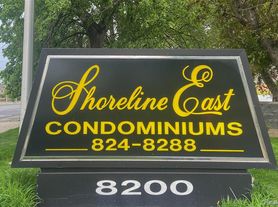 Shoreline East
CONDOMINIUMS
824-8288
8200